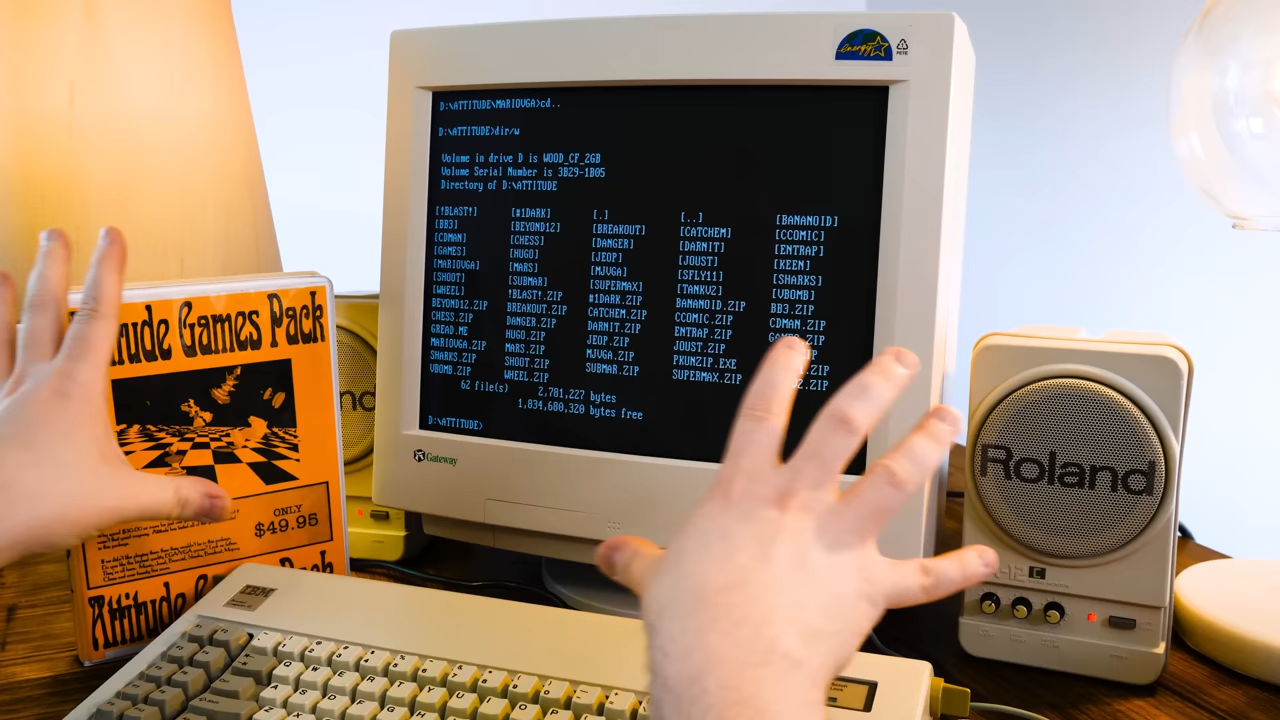 energy
PETE
D:\ATTITUDE\MARIOVGA>cd..
D:\ATTITUDE>dir/w
Volume in drive D is WOOD_CF_2GB
Volume Serial Number is 3B29-1B05
Directory of D:\ATTITUDE
[!BLAST!] [#1DARK] [.] [..] [BANANOID]
[BB3] [BEYOND12] [BREAKOUT] [CATCHEM] [CCOMIC]
[CDMAN] [CHESS] [DANGER] [DARNIT] [ENTRAP]
[GAMES] [HUGO] [JEOP] [JOUST] [KEEN]
[MARIOVGA] [MARS] [MJVGA] [SFLY11] [SHARKS]
[SHOOT] [SUBMAR] [SUPERMAX] [TANKV2] [VBOMB]
[WHEEL] !BLAST!.ZIP #1DARK.ZIP BANANOID.ZIP BB3.ZIP
BEYOND12.ZIP BREAKOUT.ZIP CATCHEM.ZIP CCOMIC.ZIP CDMAN.ZIP
CHESS.ZIP DANGER.ZIP DARNIT.ZIP ENTRAP.ZIP
GREAD.ME HUGO.ZIP JEOP.ZIP JOUST.ZIP
MARIOVGA.ZIP MARS.ZIP MJVGA.ZIP PKUNZIP.EXE
SHARKS.ZIP SHOOT.ZIP SUBMAR.ZIP SUPERMAX.ZIP
VBOMB.ZIP WHEEL.ZIP
62 file(s) 2,781,227 bytes
1,834,680,320 bytes free
D:\ATTITUDE>
Gateway
Games Pack
ONLY
$49.95
Attitude
IBM
Roland
Q W E R T Y U
S D F G